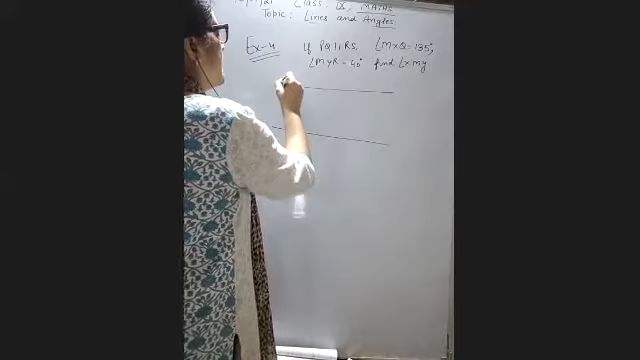 Class: IX, MATHS
Topic: Lines and Angles
Ex-4 If PQ || RS, ∠MXQ = 135°,
∠MYR = 40° find ∠XMY